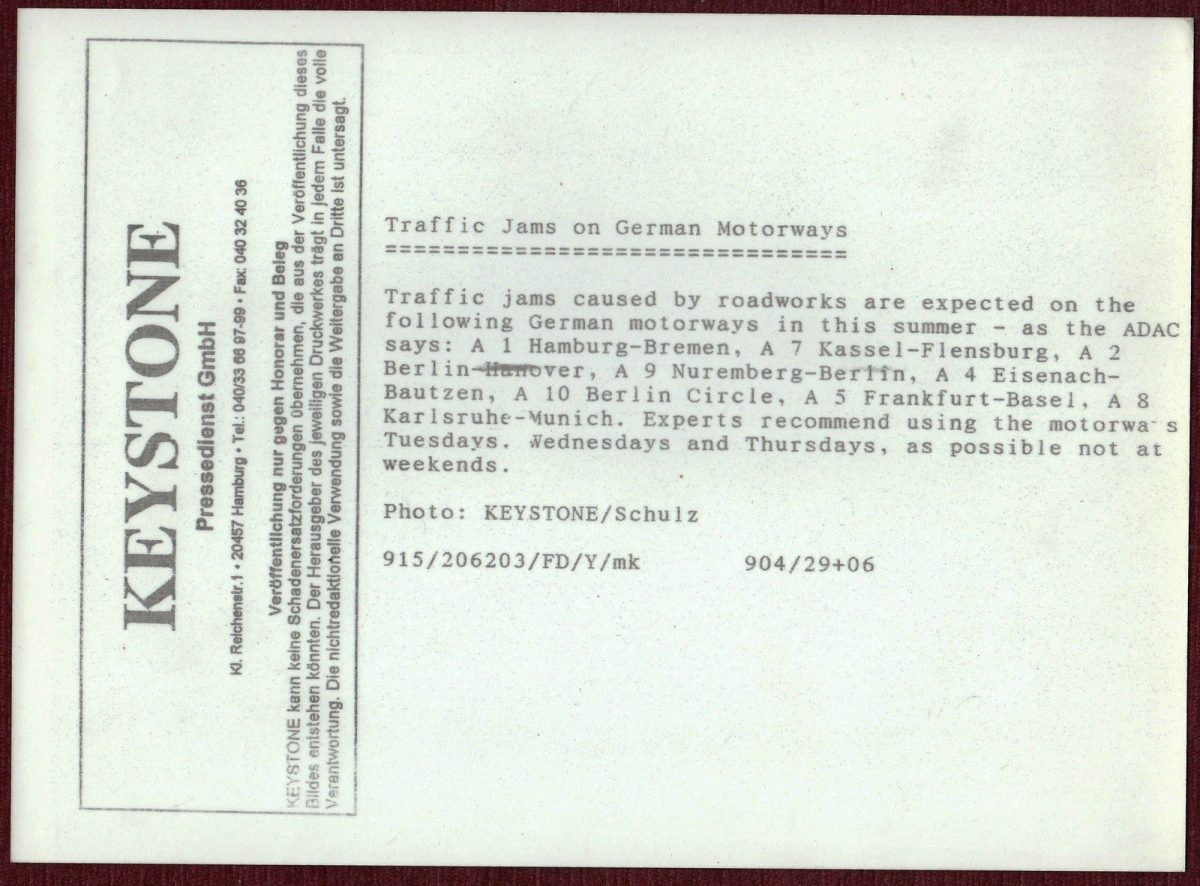 KEYSTONE
Pressedienst GmbH
Kl. Reichenstr.1 • 20457 Hamburg • Tel.: 040/33 66 97-99 • Fax: 040 32 40 36
Veröffentlichung nur gegen Honorar und Beleg
KEYSTONE kann keine Schadenersatzforderungen übernehmen, die aus der Veröffentlichung dieses
Bildes entstehen könnten. Der Herausgeber des jeweiligen Druckwerkes trägt in jedem Falle die volle
Verantwortung. Die nichtredaktionelle Verwendung sowie die Weitergabe an Dritte ist untersagt.
Traffic Jams on German Motorways
================================
Traffic jams caused by roadworks are expected on the
following German motorways in this summer - as the ADAC
says: A 1 Hamburg-Bremen, A 7 Kassel-Flensburg, A 2
Berlin-Hanover, A 9 Nuremberg-Berlin, A 4 Eisenach-
Bautzen, A 10 Berlin Circle, A 5 Frankfurt-Basel, A 8
Karlsruhe-Munich. Experts recommend using the motorways
Tuesdays. Wednesdays and Thursdays, as possible not at
weekends.
Photo: KEYSTONE/Schulz
915/206203/FD/Y/mk 904/29+06